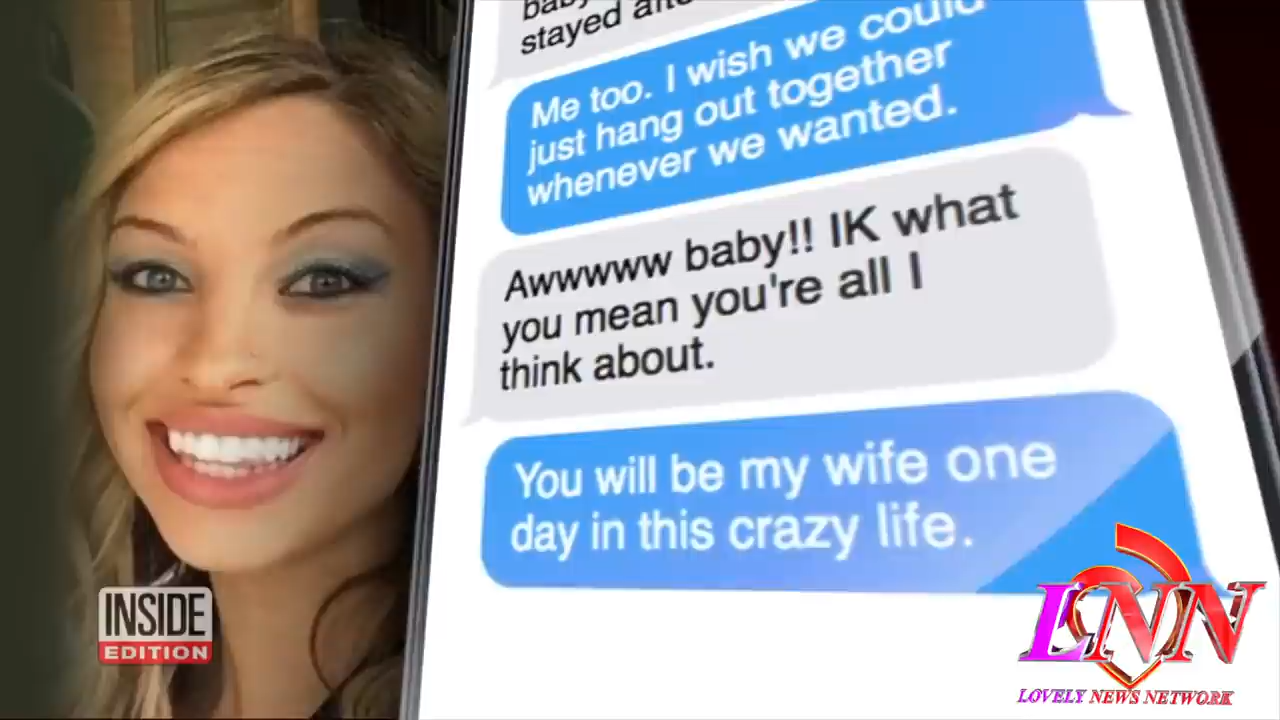 stayed
Me too. I wish we could
just hang out together
whenever we wanted.
Awwwww baby!! IK what
you mean you're all I
think about.
You will be my wife one
day in this crazy life.
INSIDE
EDITION
LNN
LOVELY NEWS NETWORK